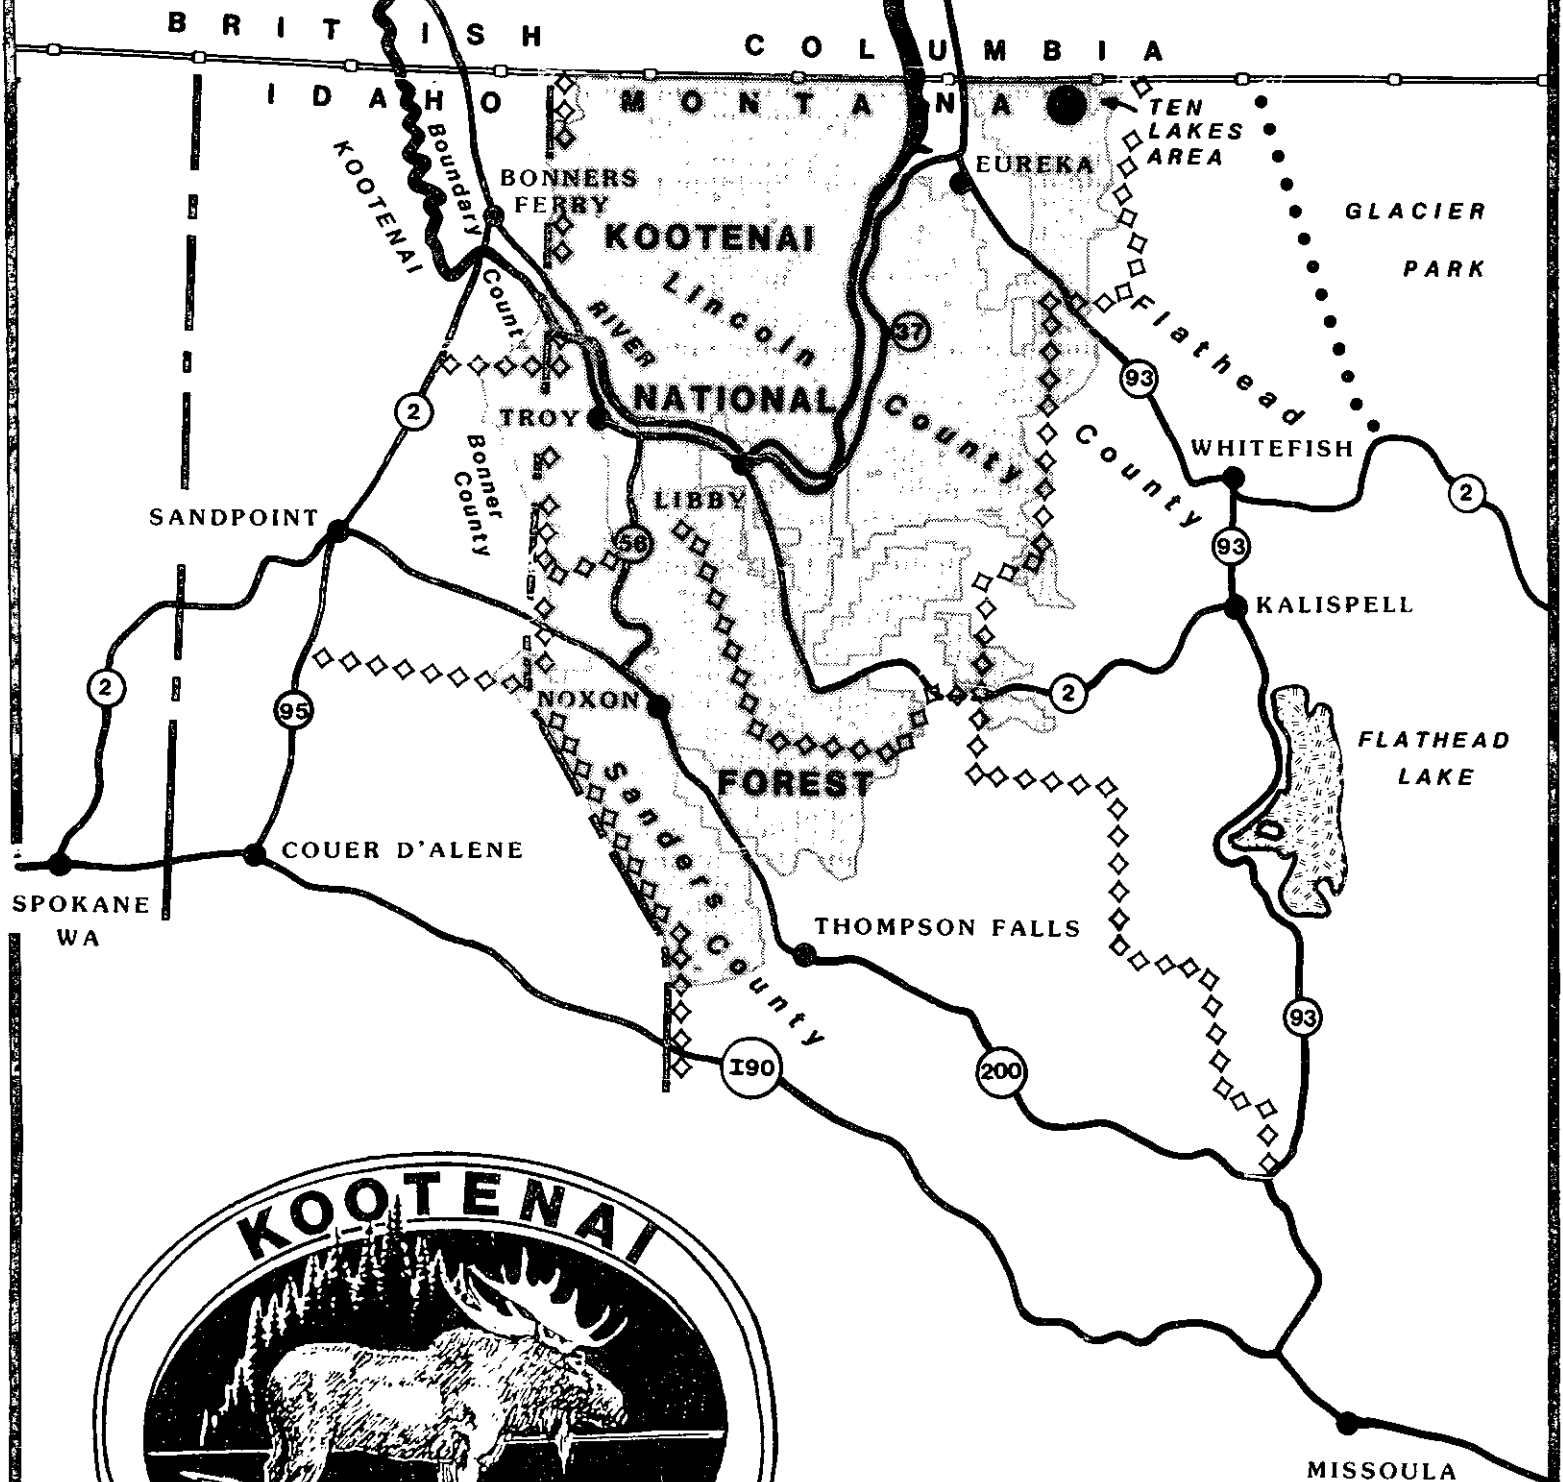 BRITISH COLUMBIA
IDAHO MONTANA
TEN
LAKES
AREA
KOOTENAI
Boundary
BONNERS
FERRY
EUREKA
GLACIER
PARK
KOOTENAI
Lincoln
Count
RIVER
37
Flathead
93
2
TROY
NATIONAL
County
County
WHITEFISH
2
Bonner
County
LIBBY
SANDPOINT
56
93
KALISPELL
2
95
NOXON
2
FLATHEAD
LAKE
FOREST
Sanders
County
COUER D'ALENE
SPOKANE
WA
THOMPSON FALLS
93
I90
200
KOOTENAI
MISSOULA